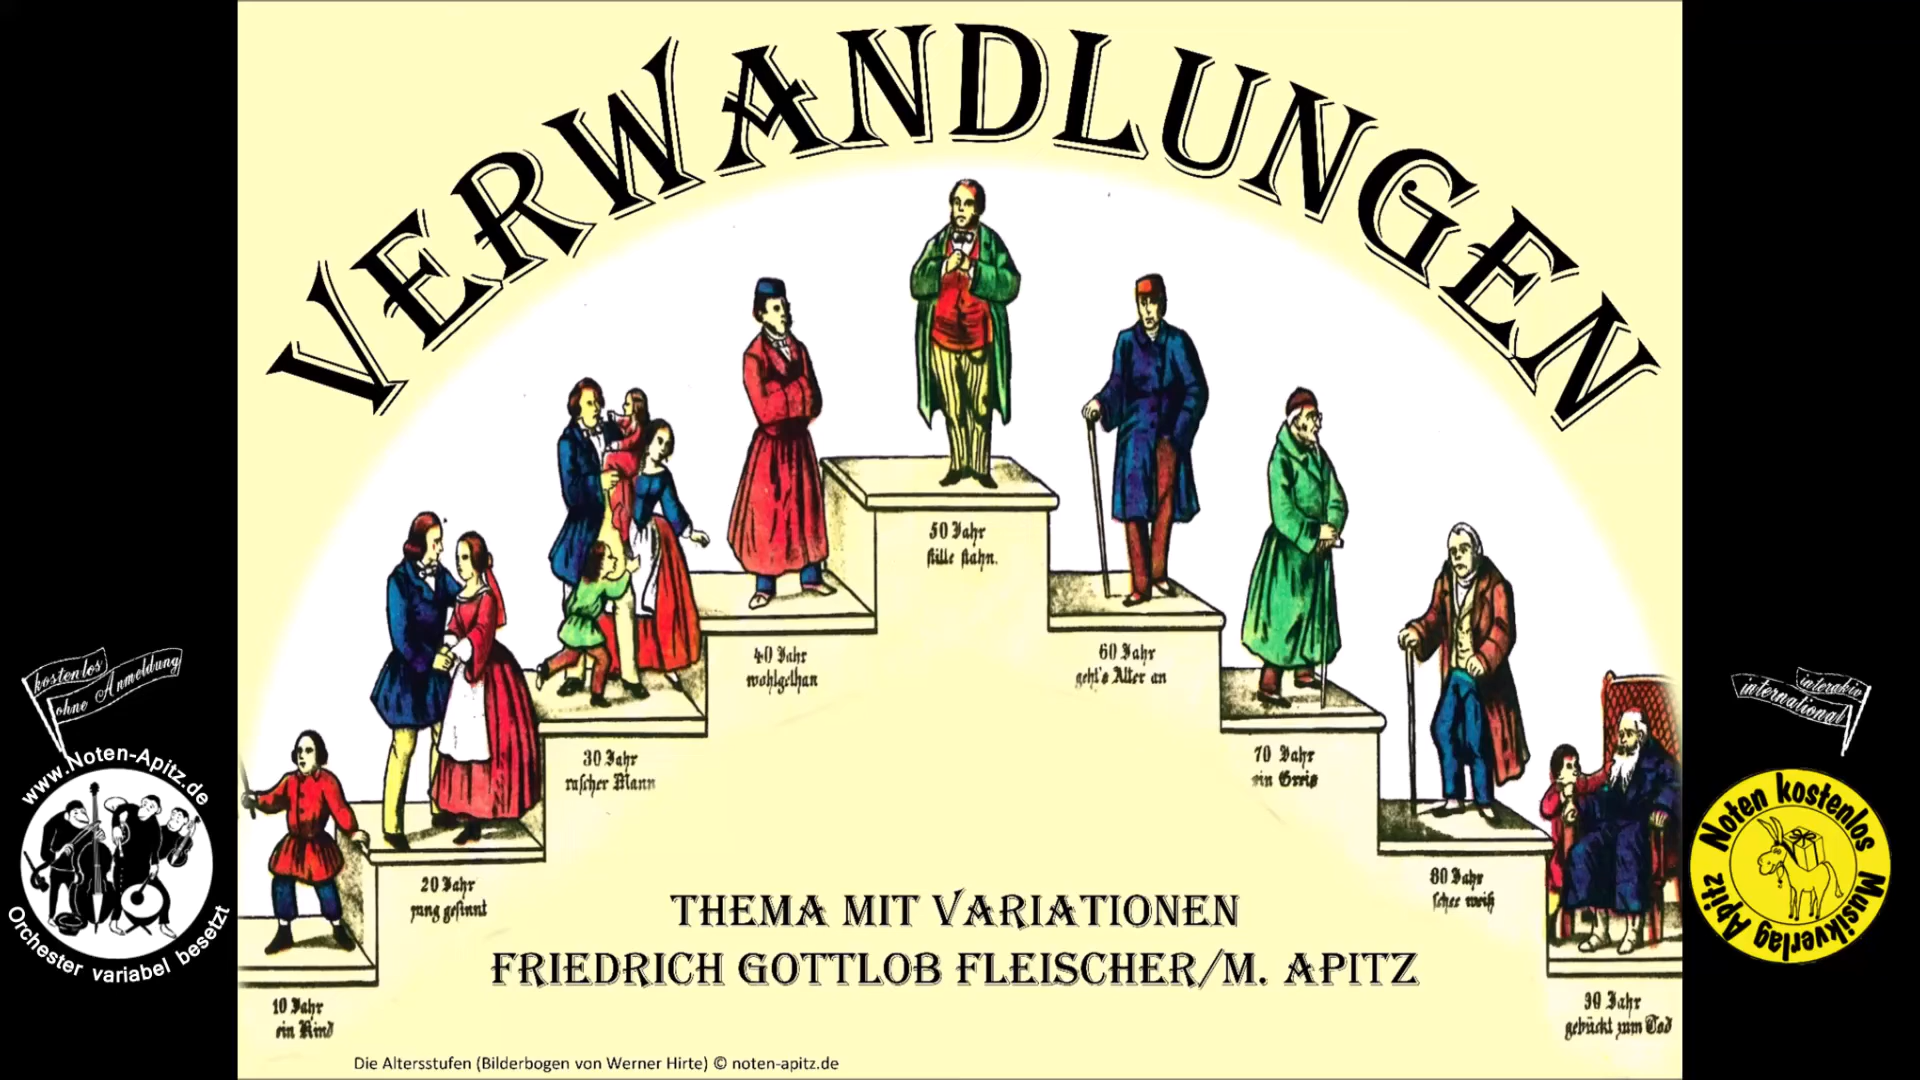 VERWANDLUNGEN
50 Jahr
stille stahn.
40 Jahr
wohlgethan
60 Jahr
geht's Alter an
30 Jahr
rascher Mann
70 Jahr
ein Greis
20 Jahr
jung gesinnt
80 Jahr
schee weiß
10 Jahr
ein Kind
90 Jahr
gebückt zum Tod
THEMA MIT VARIATIONEN
FRIEDRICH GOTTLOB FLEISCHER/M. APITZ
Die Altersstufen (Bilderbogen von Werner Hirte) © noten-apitz.de
kostenlos
ohne Anmeldung
www.Noten-Apitz.de
Orchester variabel besetzt
interaktiv
international
Noten kostenlos
Musikverlag Apitz